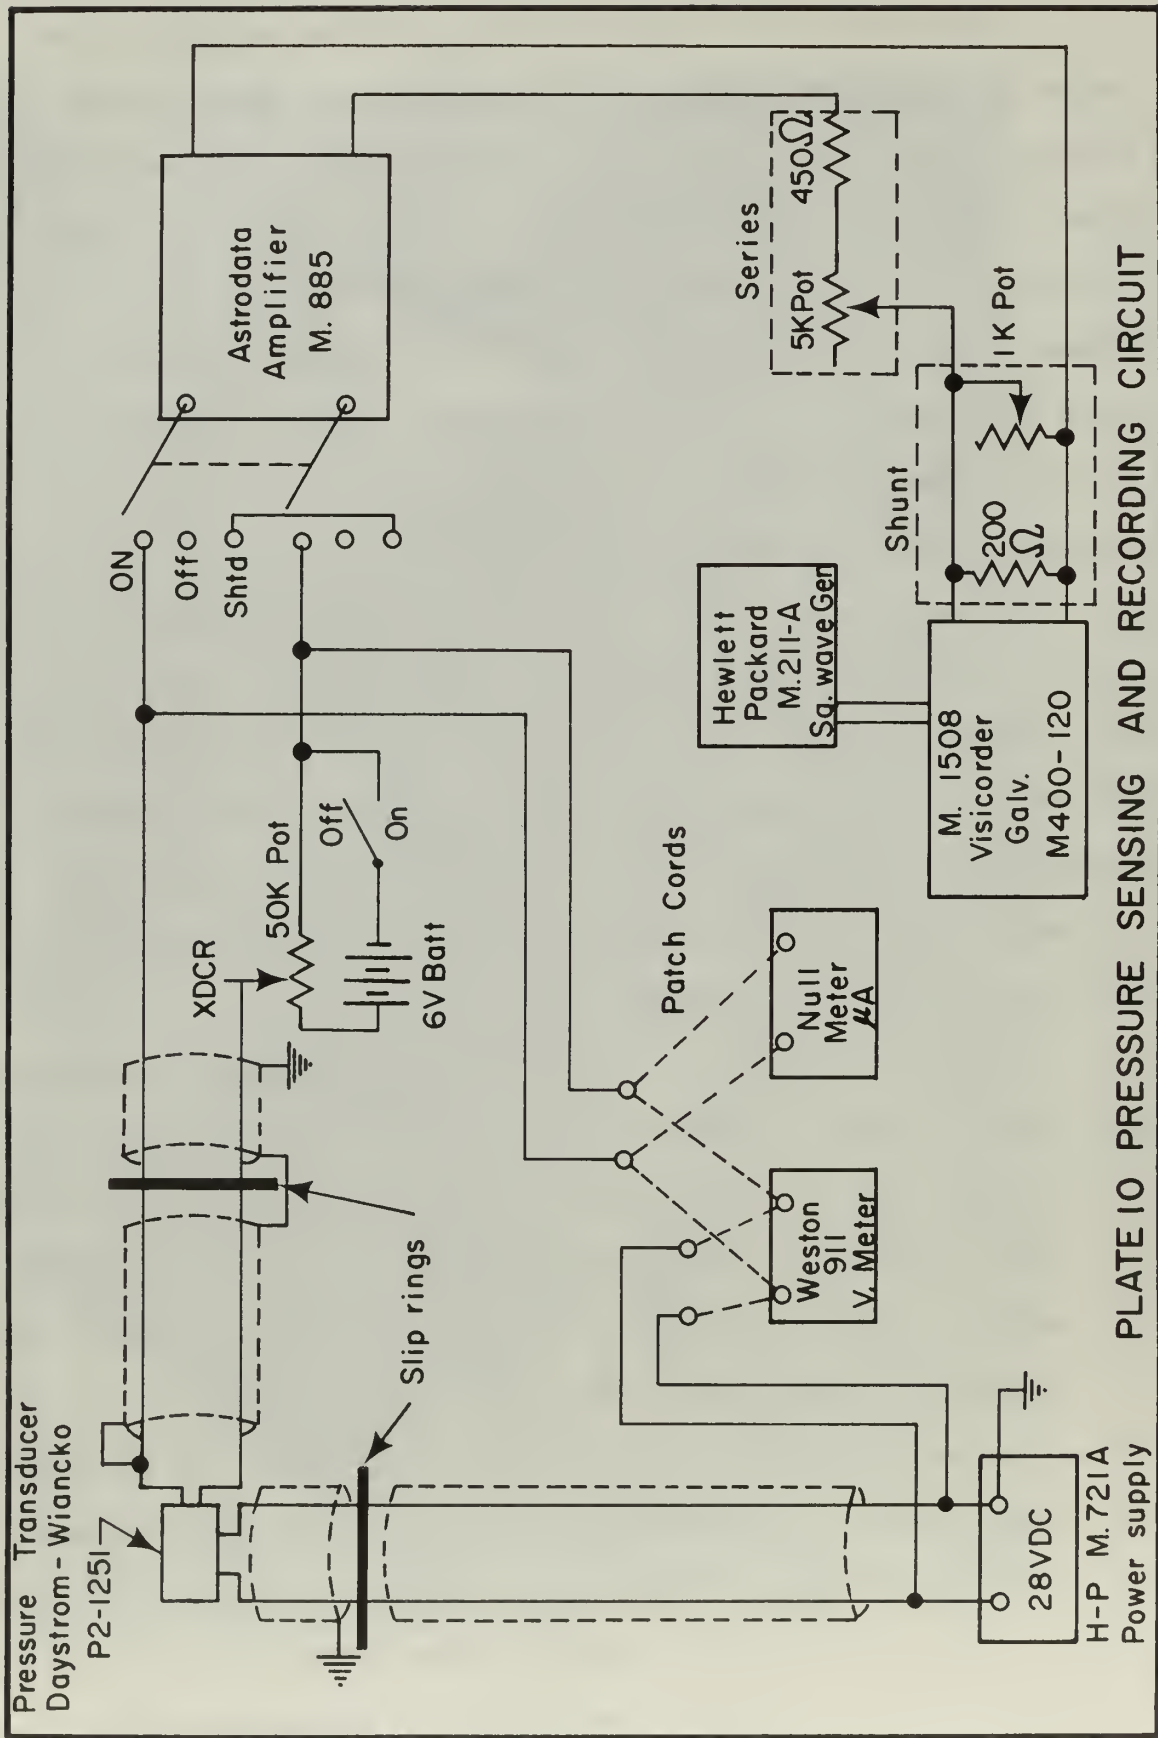 Pressure Transducer
Daystrom - Wiancko
P2-1251
Slip rings
XDCR
50K Pot
Off
On
6V Batt
ON
Off
Shtd
Astrodata
Amplifier
M. 885
Series
5K Pot
450Ω
Shunt
200
Ω
1K Pot
Hewlett
Packard
M.211-A
Sq. wave Gen
M. 1508
Visicorder
Galv.
M400-120
Patch Cords
Null
Meter
µA
Weston
911
V. Meter
28VDC
H-P M.721A
Power supply
PLATE 10 PRESSURE SENSING AND RECORDING CIRCUIT